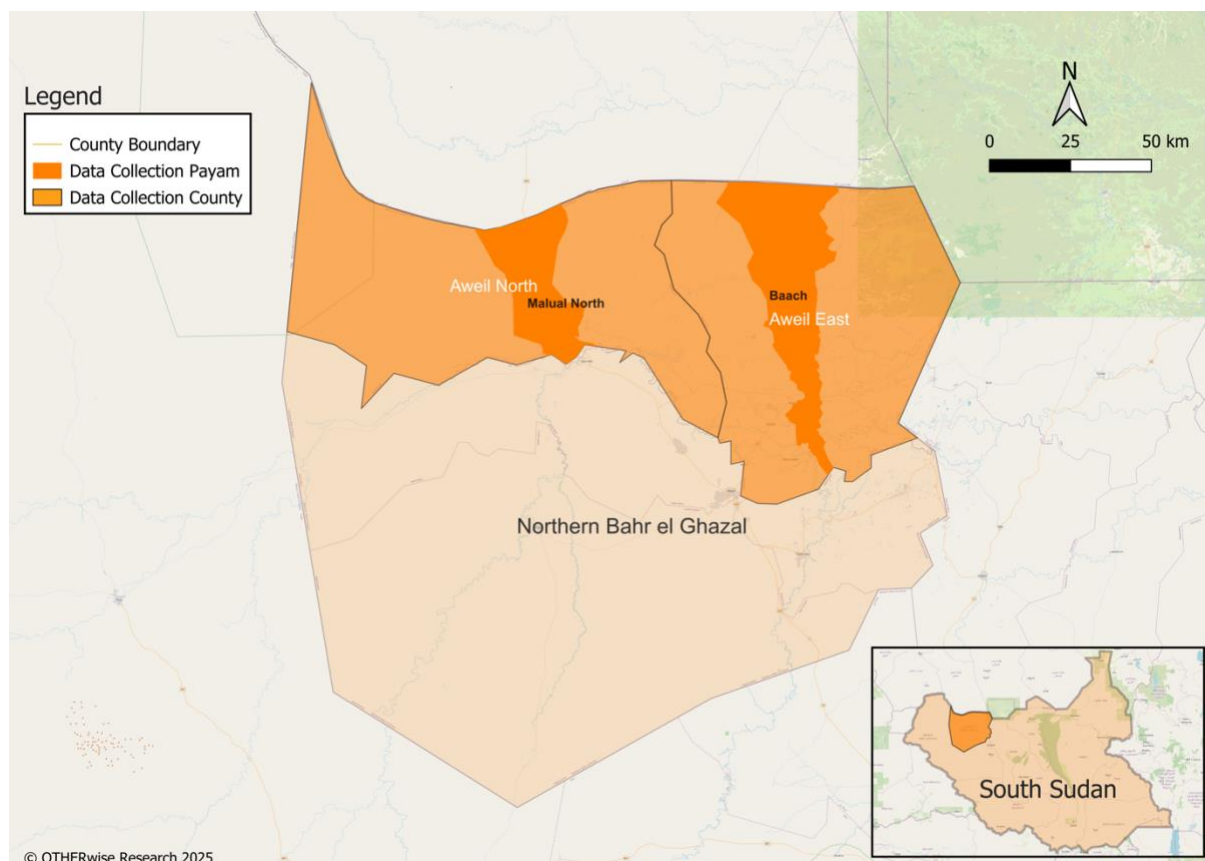 Legend
County Boundary
Data Collection Payam
Data Collection County
N
0 25 50 km
Aweil North
Malual North
Baach
Aweil East
Northern Bahr el Ghazal
South Sudan
© OTHERwise Research 2025